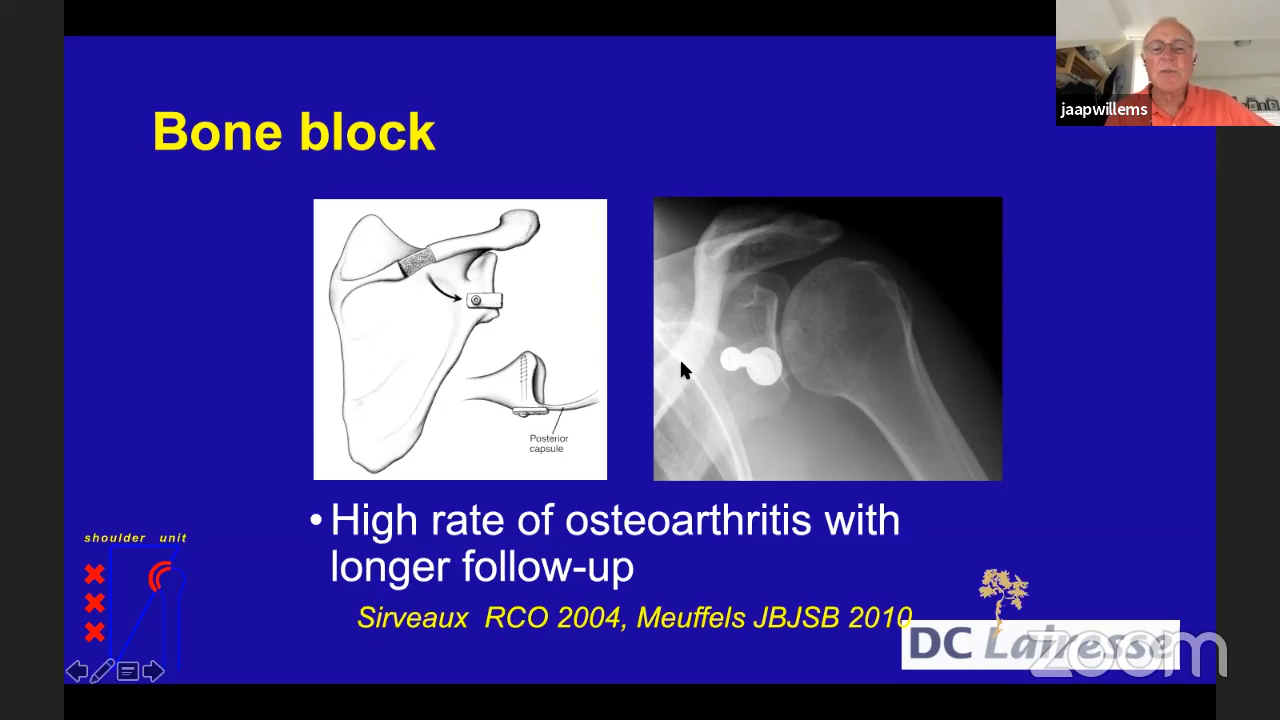 jaapwillems
Bone block
Posterior
capsule
• High rate of osteoarthritis with
longer follow-up
Sirveaux RCO 2004, Meuffels JBJSB 2010
shoulder unit
DC Lairesse
zoom